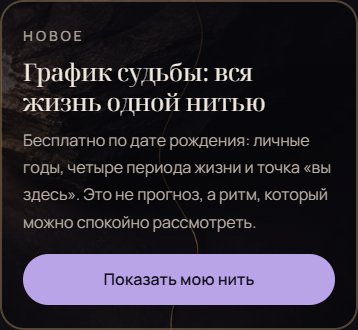 НОВОЕ
График судьбы: вся
жизнь одной нитью
Бесплатно по дате рождения: личные
годы, четыре периода жизни и точка «вы
здесь». Это не прогноз, а ритм, который
можно спокойно рассмотреть.
Показать мою нить